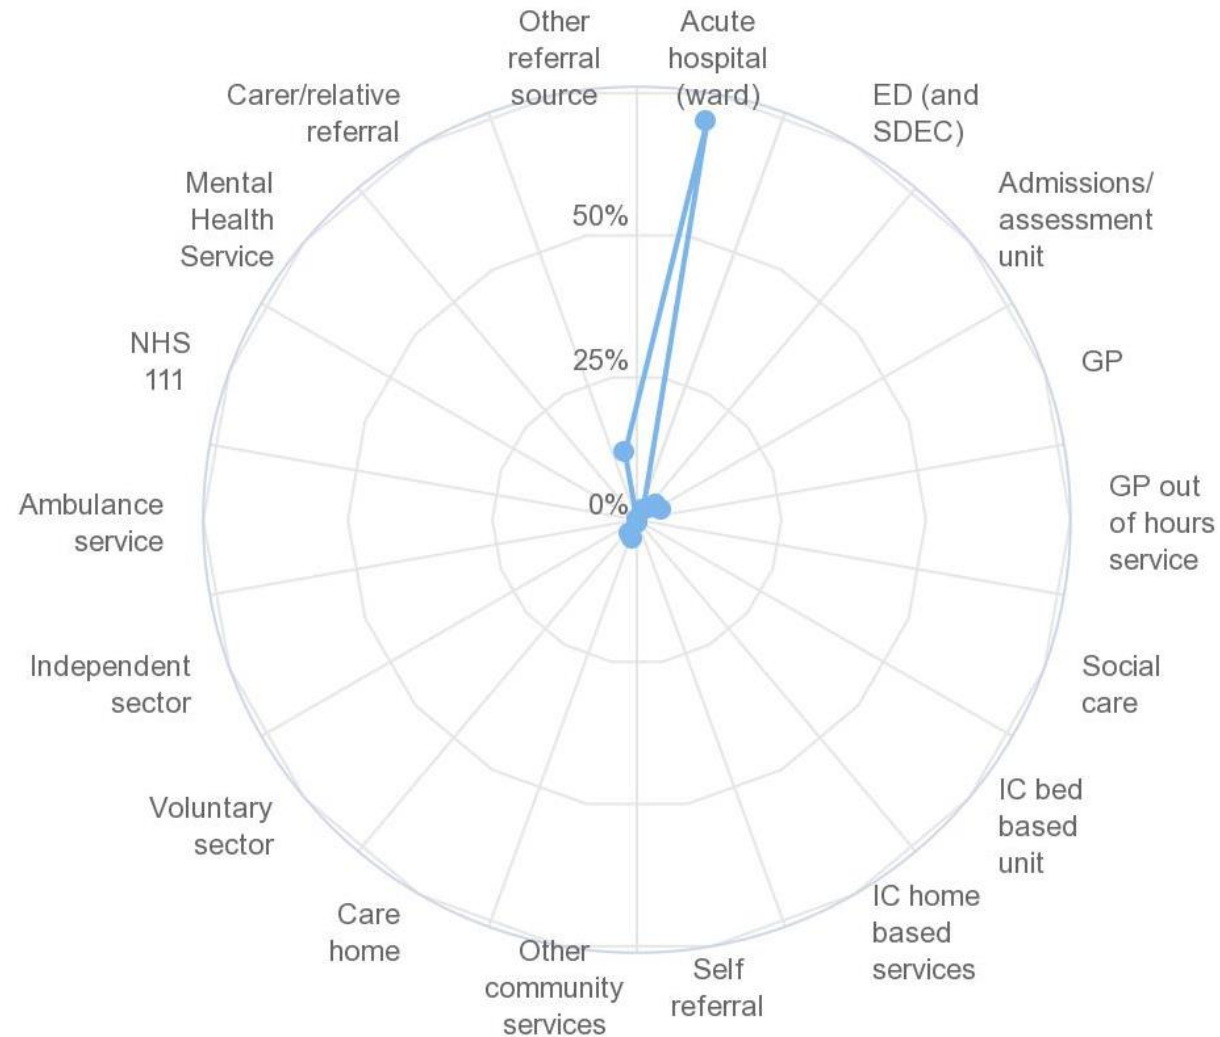 Other
referral
source
Acute
hospital
(ward)
ED (and
SDEC)
Admissions/
assessment
unit
GP
GP out
of hours
service
Social
care
IC bed
based
unit
IC home
based
services
Self
referral
Other
community
services
Care
home
Voluntary
sector
Independent
sector
Ambulance
service
NHS
111
Mental
Health
Service
Carer/relative
referral
50%
25%
0%